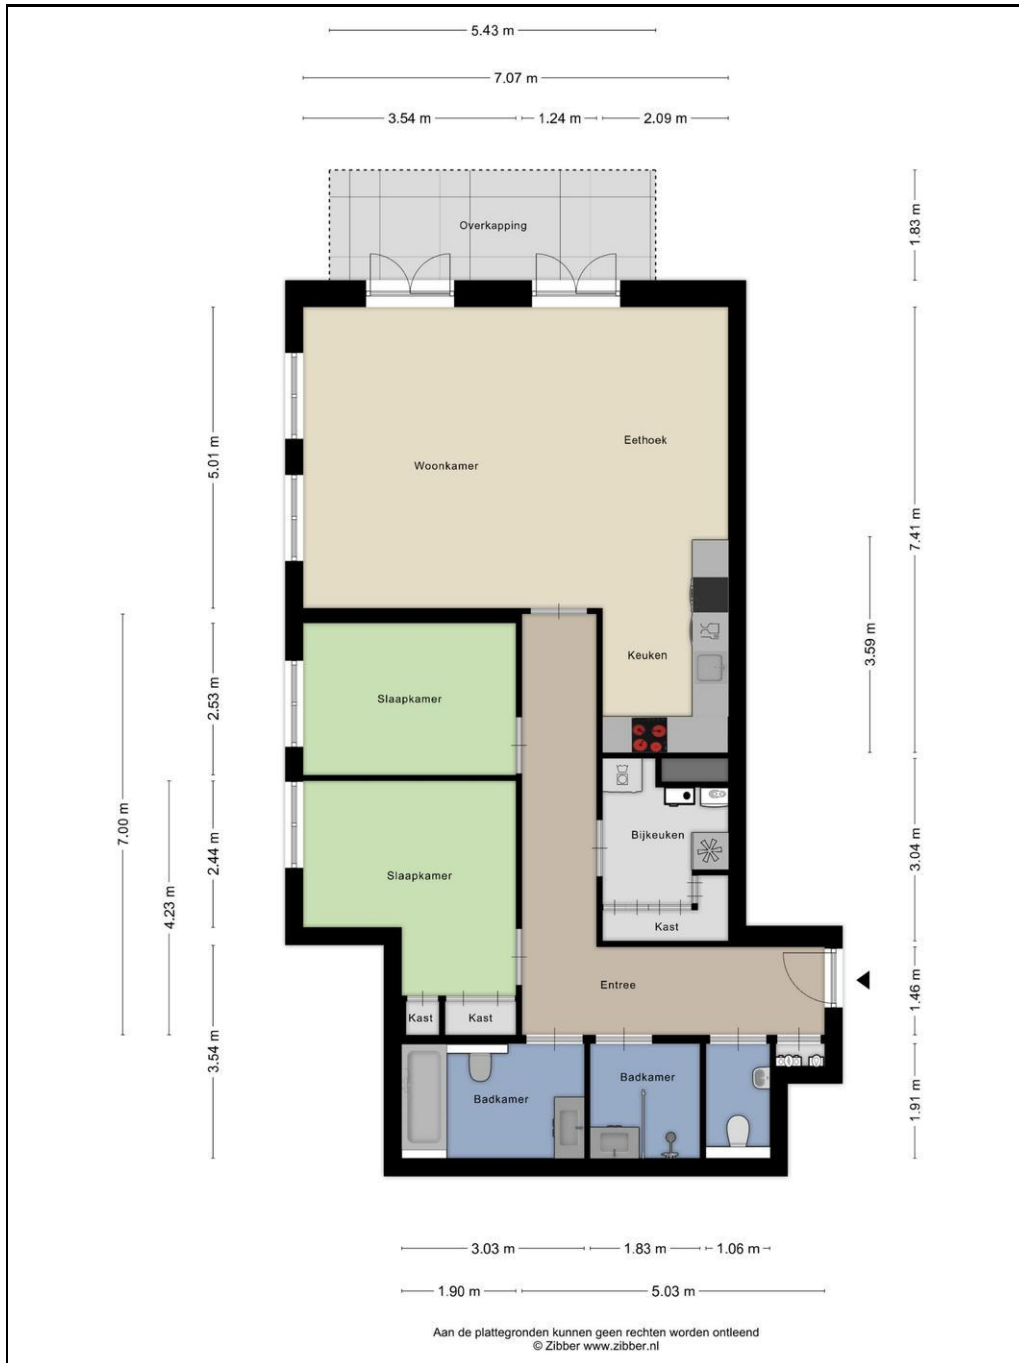 5.43 m
7.07 m
3.54 m 1.24 m 2.09 m
1.83 m
Overkapping
5.01 m
7.41 m
Eethoek
Woonkamer
3.59 m
Keuken
2.53 m
Slaapkamer
7.00 m
4.23 m
2.44 m
Slaapkamer
Bijkeuken
3.04 m
Kast
Entree
1.46 m
Kast Kast
3.54 m
Badkamer
Badkamer
1.91 m
3.03 m 1.83 m 1.06 m
1.90 m 5.03 m
Aan de plattegronden kunnen geen rechten worden ontleend
© Zibber www.zibber.nl